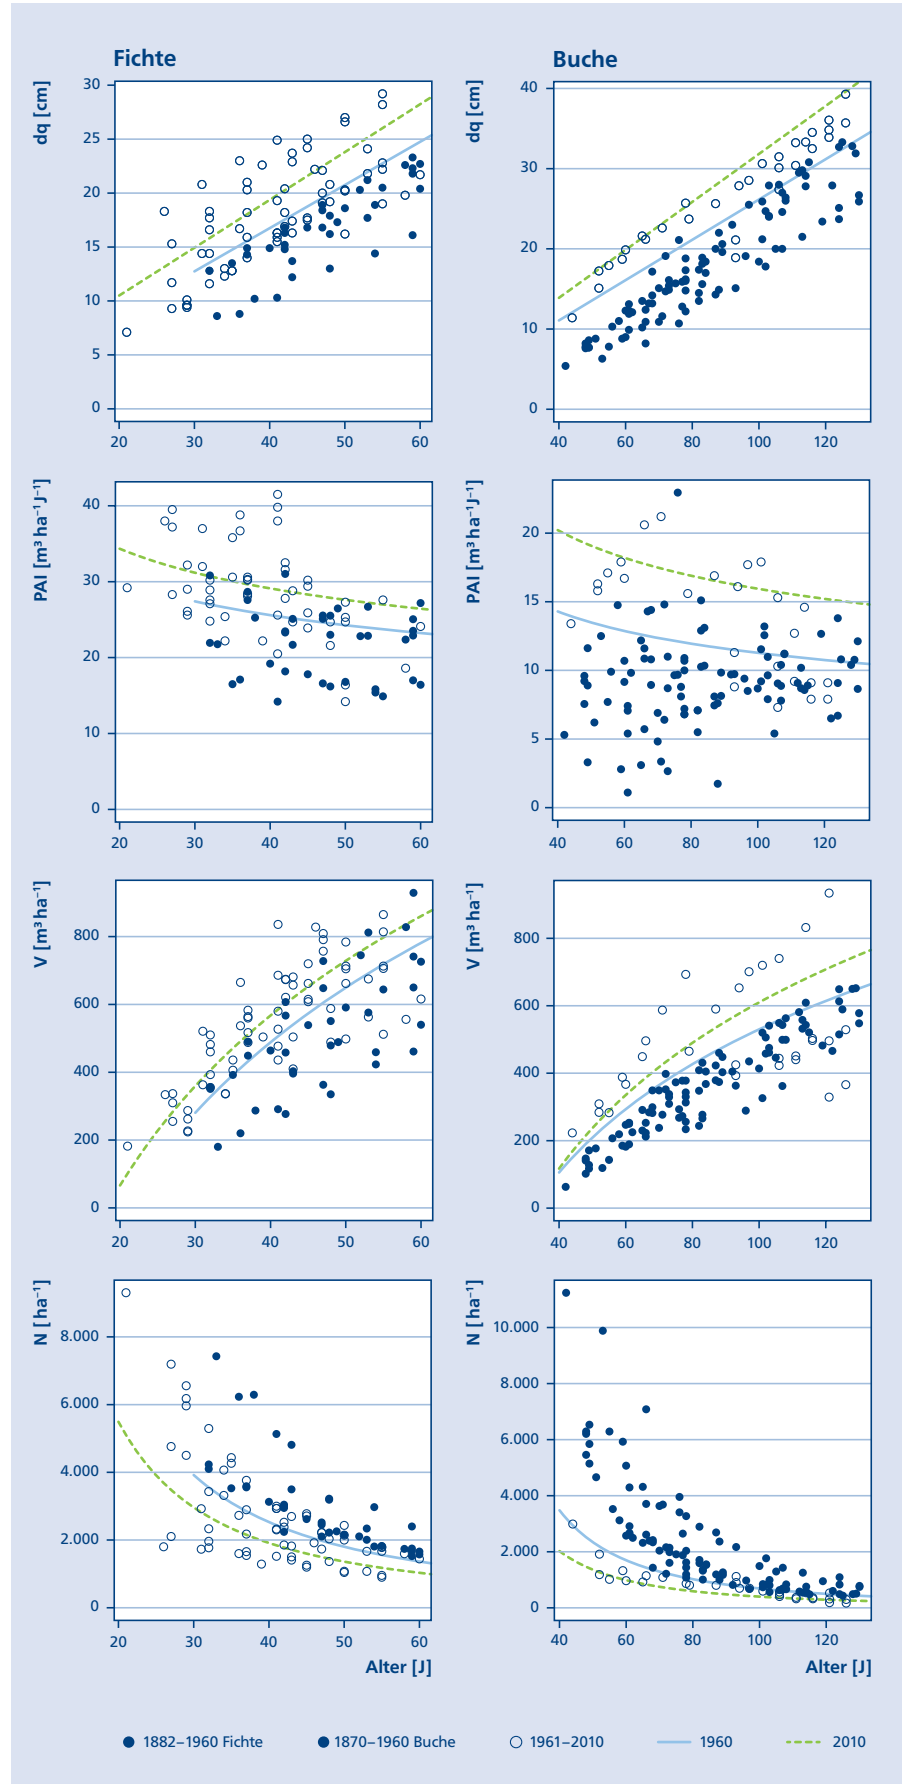 Fichte
Buche
dq [cm]
30
25
20
15
10
5
0
20 30 40 50 60
dq [cm]
40
30
20
10
0
40 60 80 100 120
PAI [m³ ha⁻¹ J⁻¹]
40
30
20
10
0
20 30 40 50 60
PAI [m³ ha⁻¹ J⁻¹]
20
15
10
5
0
40 60 80 100 120
V [m³ ha⁻¹]
800
600
400
200
0
20 30 40 50 60
V [m³ ha⁻¹]
800
600
400
200
0
40 60 80 100 120
N [ha⁻¹]
8.000
6.000
4.000
2.000
0
20 30 40 50 60
Alter [J]
N [ha⁻¹]
10.000
8.000
6.000
4.000
2.000
0
40 60 80 100 120
Alter [J]
1882–1960 Fichte 1870–1960 Buche 1961–2010 1960 2010